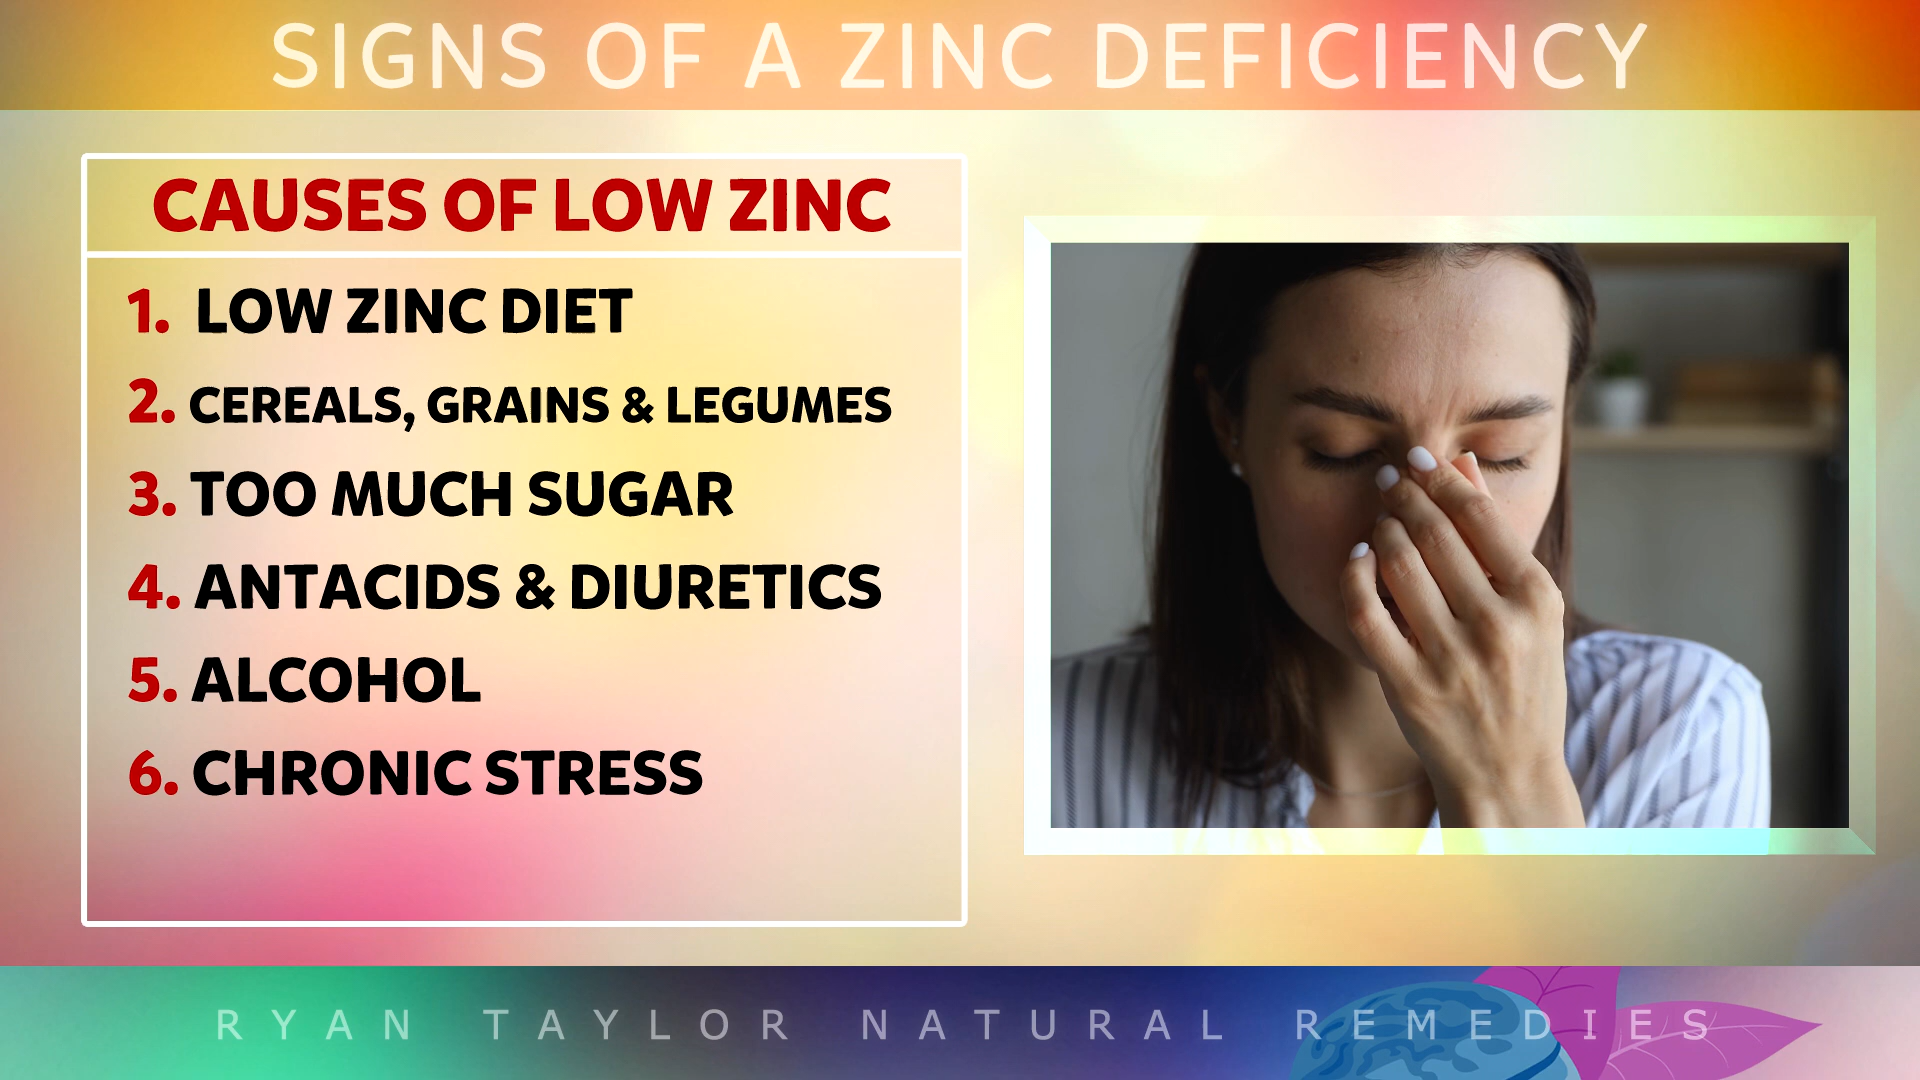 SIGNS OF A ZINC DEFICIENCY
CAUSES OF LOW ZINC
1. LOW ZINC DIET
2. CEREALS, GRAINS & LEGUMES
3. TOO MUCH SUGAR
4. ANTACIDS & DIURETICS
5. ALCOHOL
6. CHRONIC STRESS
RYAN TAYLOR NATURAL REMEDIES